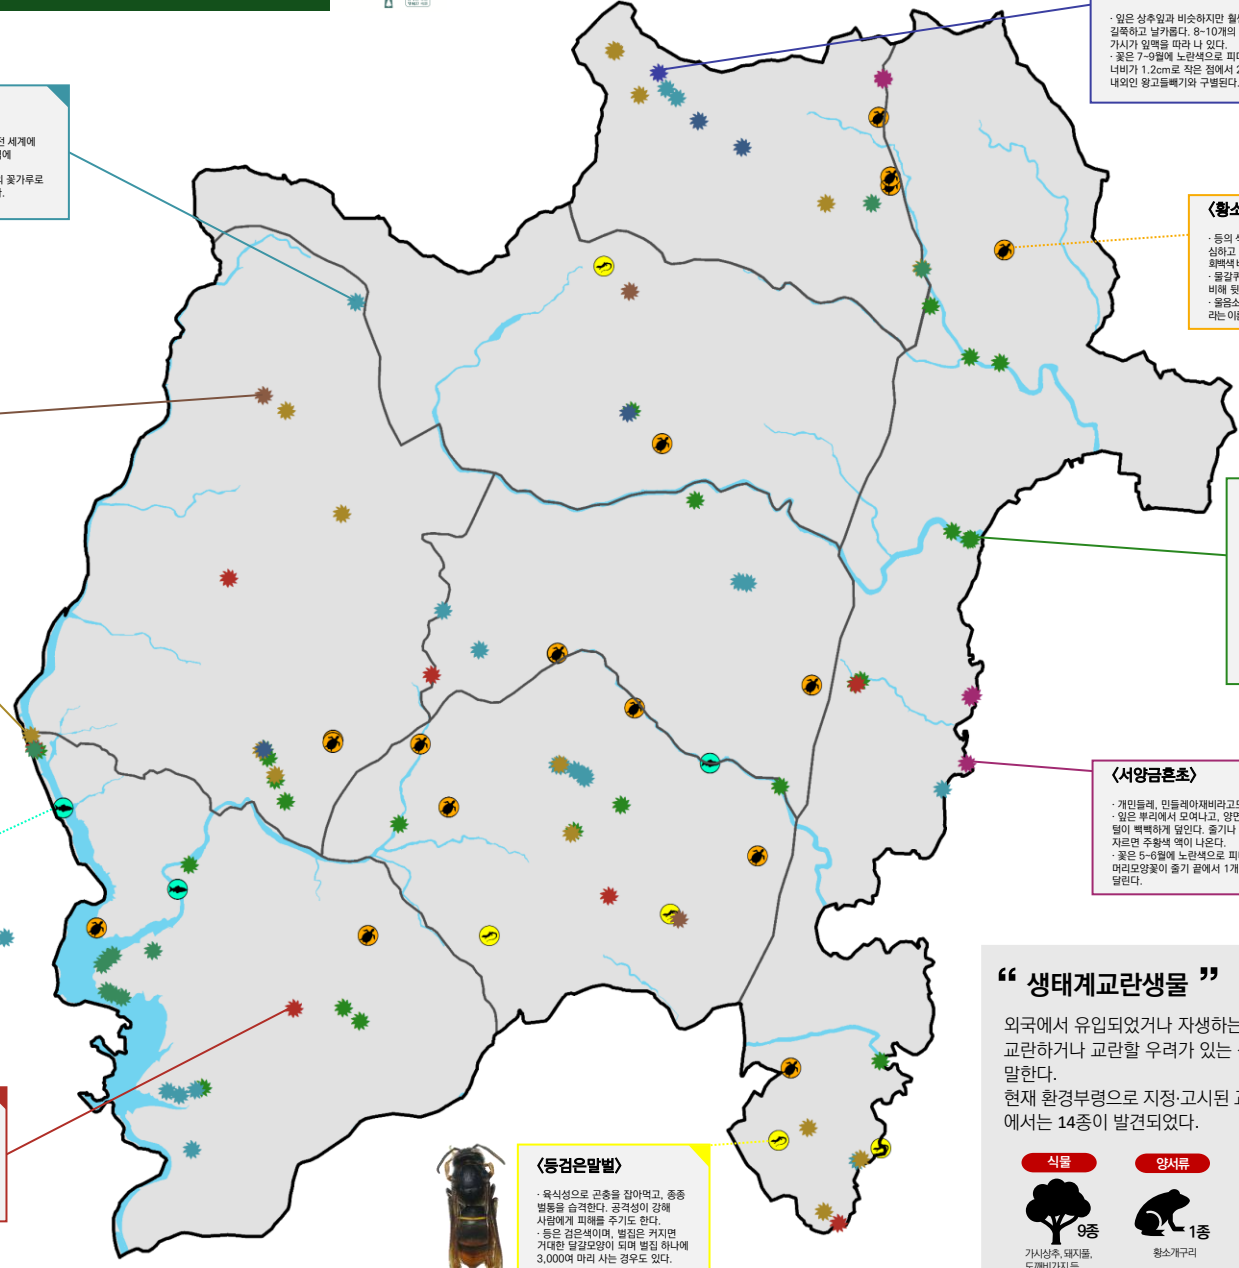 · 잎은 상추잎과 비슷하지만
길쭉하고 날카롭다. 8~10개의
가시가 잎맥을 따라 나 있다.
· 꽃은 7~9월에 노란색으로
너비가 1.2cm로 작은 점에서
내외인 왕고들빼기와 구별된다.
전 세계에
꽃가루로
〈황소
· 등의
심하고
회백색
· 물갈퀴
비해
· 울음소
라는 이름
〈서양금혼초〉
· 개민들레, 민들레아재비라고도
· 잎은 뿌리에서 모여나고,
털이 빽빽하게 덮인다. 줄기나
자르면 주황색 액이 나온다.
· 꽃은 5~6월에 노란색으로
머리모양꽃이 줄기 끝에서 1개
달린다.
“ 생태계교란생물 ”
외국에서 유입되었거나 자생하는
교란하거나 교란할 우려가 있는
말한다.
현재 환경부령으로 지정·고시된
에서는 14종이 발견되었다.
식물
양서류
9종
1종
가시상추, 돼지풀,
도깨비가지 등
황소개구리
〈등검은말벌〉
· 육식성으로 곤충을 잡아먹고, 종종
벌통을 습격한다. 공격성이 강해
사람에게 피해를 주기도 한다.
· 등은 검은색이며, 벌집은 커지면
거대한 달걀모양이 되며 벌집 하나에
3,000여 마리 사는 경우도 있다.